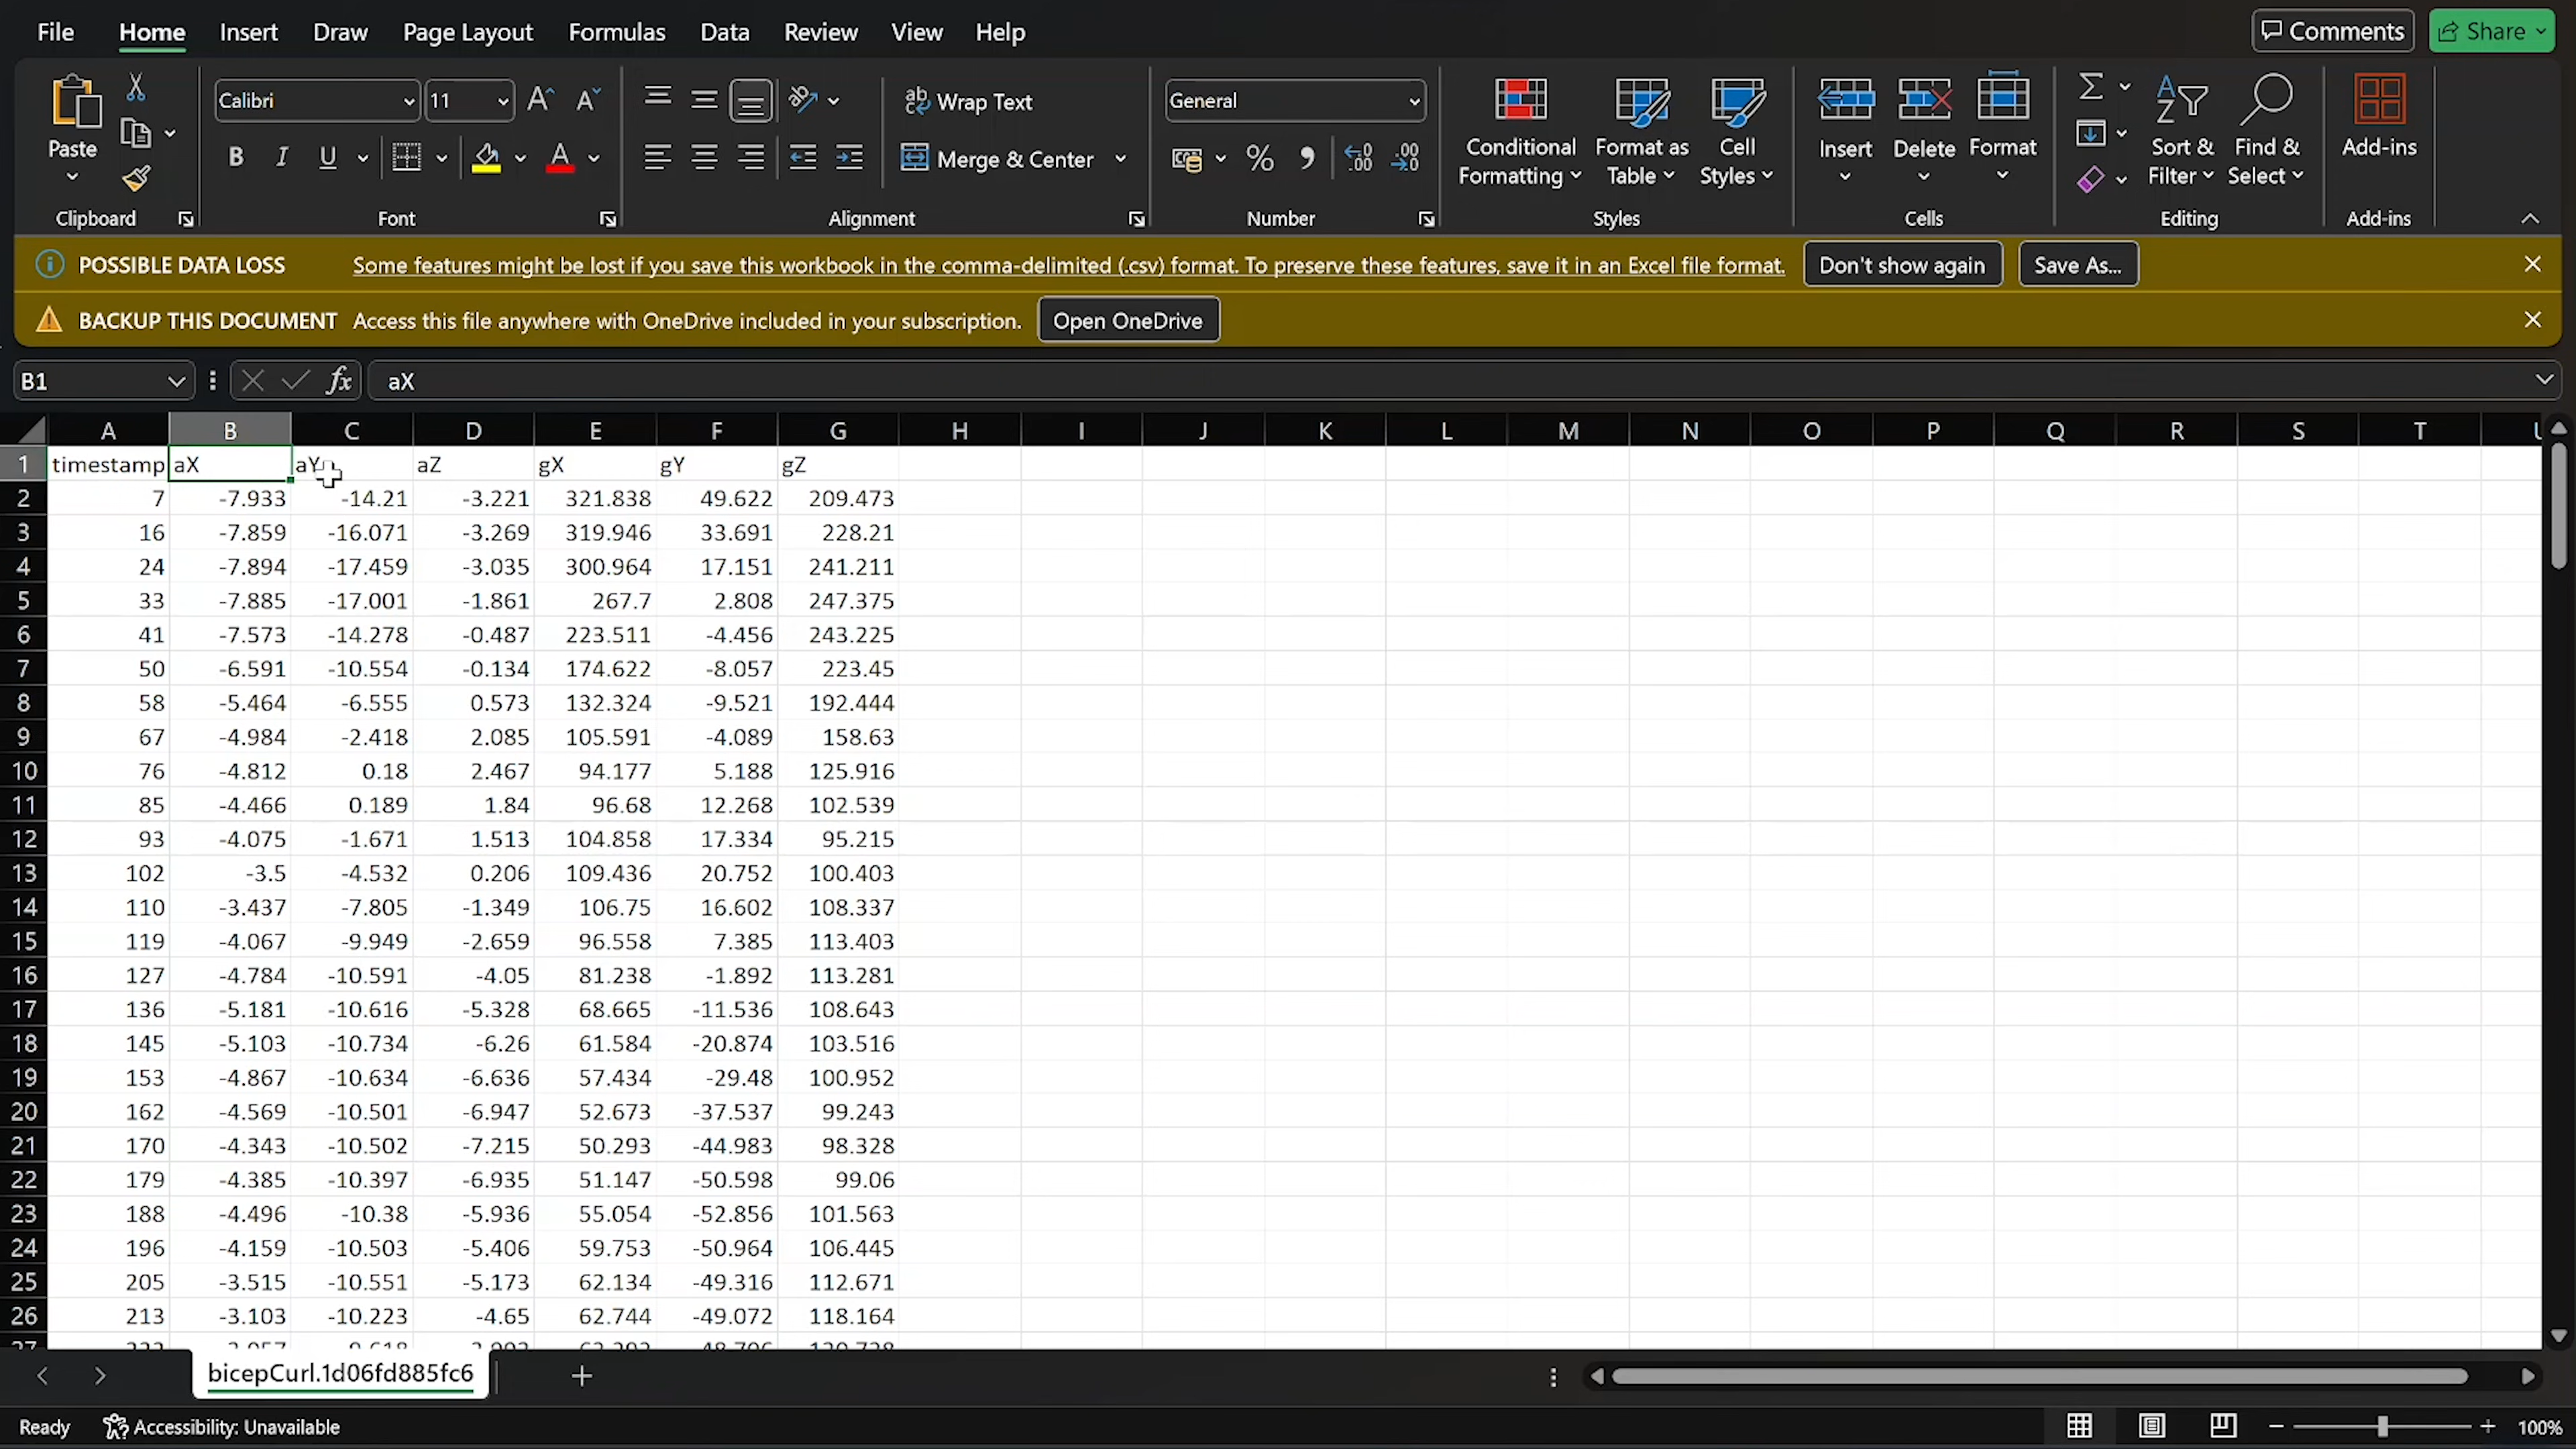 File Home Insert Draw Page Layout Formulas Data Review View Help Comments Share
Paste Calibri 11 Wrap Text General Conditional Formatting Format as Table Cell Styles Insert Delete Format Sort & Filter Find & Select Add-ins
B I U A Merge & Center
Clipboard Font Alignment Number Styles Cells Editing Add-ins
POSSIBLE DATA LOSS Some features might be lost if you save this workbook in the comma-delimited (.csv) format. To preserve these features, save it in an Excel file format. Don't show again Save As...
BACKUP THIS DOCUMENT Access this file anywhere with OneDrive included in your subscription. Open OneDrive
B1 fx aX
A B C D E F G H I J K L M N O P Q R S T U
1 timestamp aX aY aZ gX gY gZ
2 7 -7.933 -14.21 -3.221 321.838 49.622 209.473
3 16 -7.859 -16.071 -3.269 319.946 33.691 228.21
4 24 -7.894 -17.459 -3.035 300.964 17.151 241.211
5 33 -7.885 -17.001 -1.861 267.7 2.808 247.375
6 41 -7.573 -14.278 -0.487 223.511 -4.456 243.225
7 50 -6.591 -10.554 -0.134 174.622 -8.057 223.45
8 58 -5.464 -6.555 0.573 132.324 -9.521 192.444
9 67 -4.984 -2.418 2.085 105.591 -4.089 158.63
10 76 -4.812 0.18 2.467 94.177 5.188 125.916
11 85 -4.466 0.189 1.84 96.68 12.268 102.539
12 93 -4.075 -1.671 1.513 104.858 17.334 95.215
13 102 -3.5 -4.532 0.206 109.436 20.752 100.403
14 110 -3.437 -7.805 -1.349 106.75 16.602 108.337
15 119 -4.067 -9.949 -2.659 96.558 7.385 113.403
16 127 -4.784 -10.591 -4.05 81.238 -1.892 113.281
17 136 -5.181 -10.616 -5.328 68.665 -11.536 108.643
18 145 -5.103 -10.734 -6.26 61.584 -20.874 103.516
19 153 -4.867 -10.634 -6.636 57.434 -29.48 100.952
20 162 -4.569 -10.501 -6.947 52.673 -37.537 99.243
21 170 -4.343 -10.502 -7.215 50.293 -44.983 98.328
22 179 -4.385 -10.397 -6.935 51.147 -50.598 99.06
23 188 -4.496 -10.38 -5.936 55.054 -52.856 101.563
24 196 -4.159 -10.503 -5.406 59.753 -50.964 106.445
25 205 -3.515 -10.551 -5.173 62.134 -49.316 112.671
26 213 -3.103 -10.223 -4.65 62.744 -49.072 118.164
bicepCurl.1d06fd885fc6
Ready Accessibility: Unavailable 100%